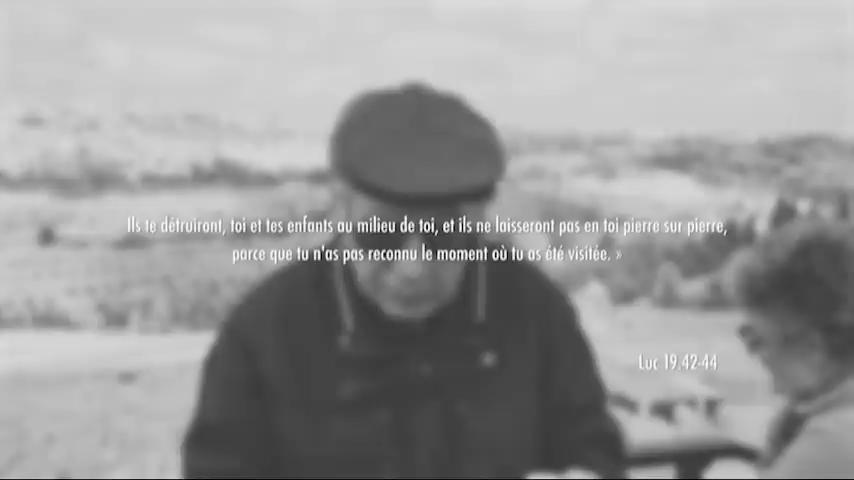 Ils te détruiront, toi et tes enfants au milieu de toi, et ils ne laisseront pas en toi pierre sur pierre,
parce que tu n'as pas reconnu le moment où tu as été visitée. »
Luc 19.42-44